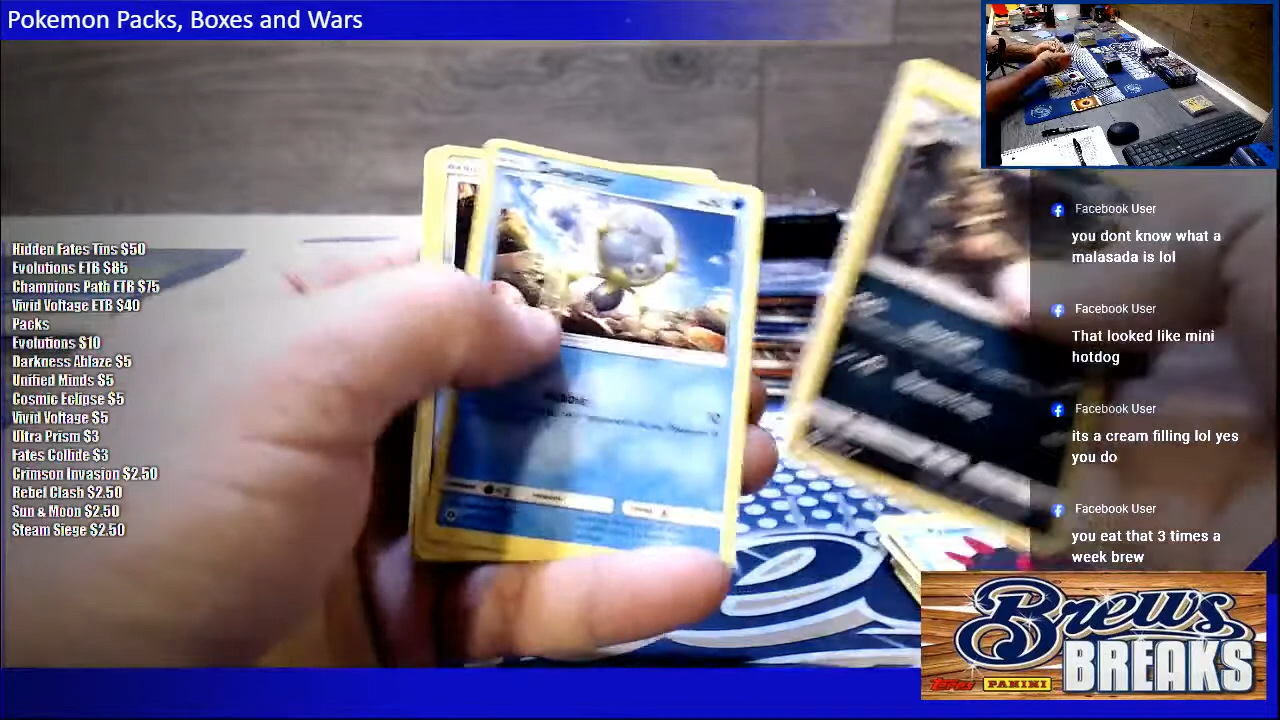 Pokemon Packs, Boxes and Wars
Hidden Fates Tins $50
Evolutions ETB $85
Champions Path ETB $75
Vivid Voltage ETB $40
Packs
Evolutions $10
Darkness Ablaze $5
Unified Minds $5
Cosmic Eclipse $5
Vivid Voltage $5
Ultra Prism $3
Fates Collide $3
Crimson Invasion $2.50
Rebel Clash $2.50
Sun & Moon $2.50
Steam Siege $2.50
Facebook User
you dont know what a
malasada is lol
Facebook User
That looked like mini
hotdog
Facebook User
its a cream filling lol yes
you do
Facebook User
you eat that 3 times a
week brew
Brews
BREAKS
Topps PANINI